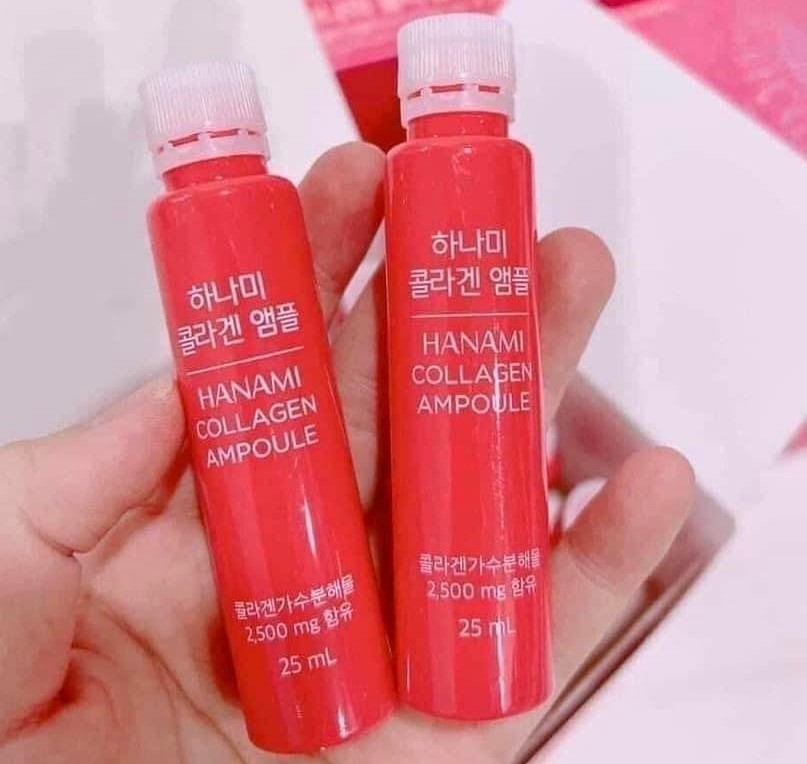 하나미
콜라겐 앰플
HANAMI
COLLAGEN
AMPOULE
콜라겐가수분해물
2,500 mg 함유
25 mL
하나미
콜라겐 앰플
HANAMI
COLLAGEN
AMPOULE
콜라겐가수분해물
2,500 mg 함유
25 mL